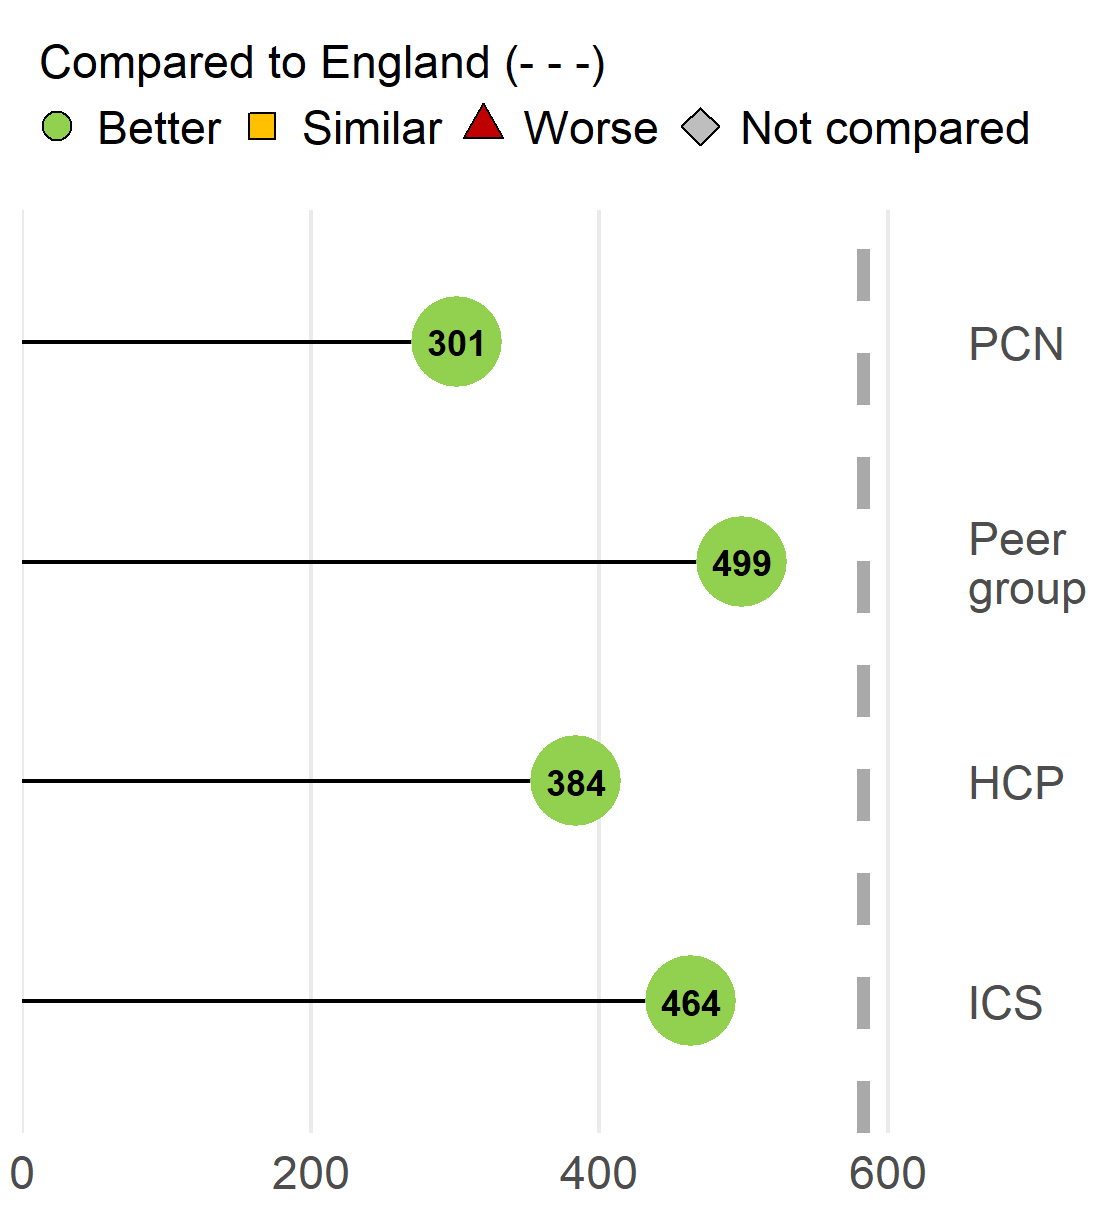 Compared to England (- - -)
Better Similar Worse Not compared
301 PCN
499 Peer
group
384 HCP
464 ICS
0 200 400 600